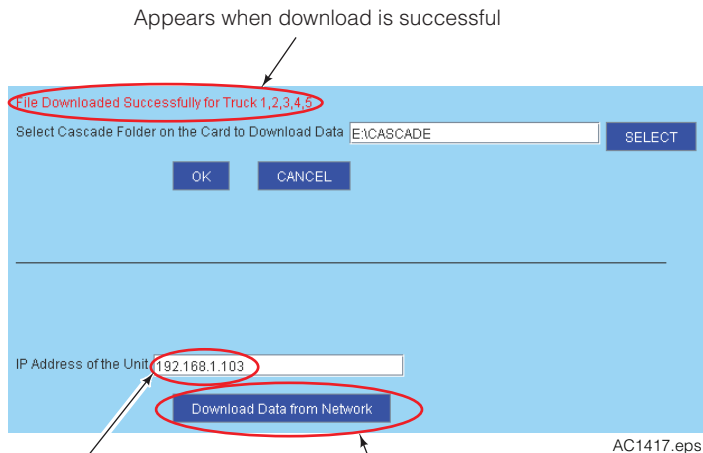 Appears when download is successful
File Downloaded Successfully for Truck 1,2,3,4,5
Select Cascade Folder on the Card to Download Data E:\CASCADE SELECT
OK CANCEL
IP Address of the Unit 192.168.1.103
Download Data from Network
AC1417.eps